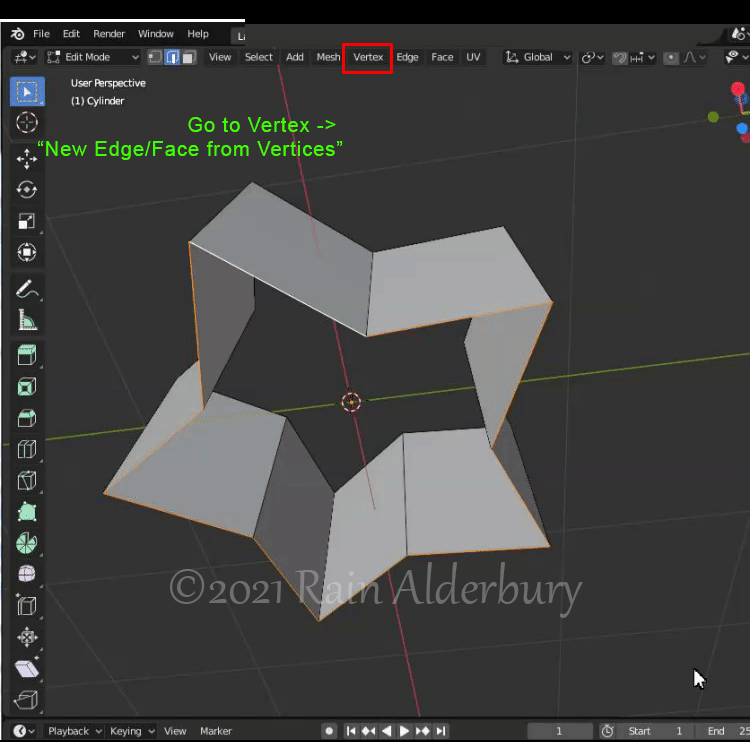 File Edit Render Window Help
Edit Mode View Select Add Mesh Vertex Edge Face UV Global
User Perspective
(1) Cylinder
Go to Vertex ->
“New Edge/Face from Vertices”
©2021 Rain Alderbury
Playback Keying View Marker 1 Start 1 End